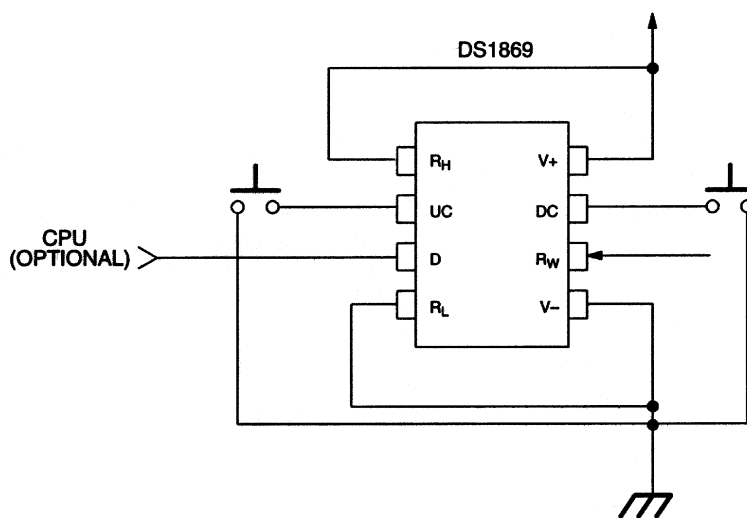 DS1869
RH
V+
UC
DC
CPU
(OPTIONAL)
D
RW
RL
V–